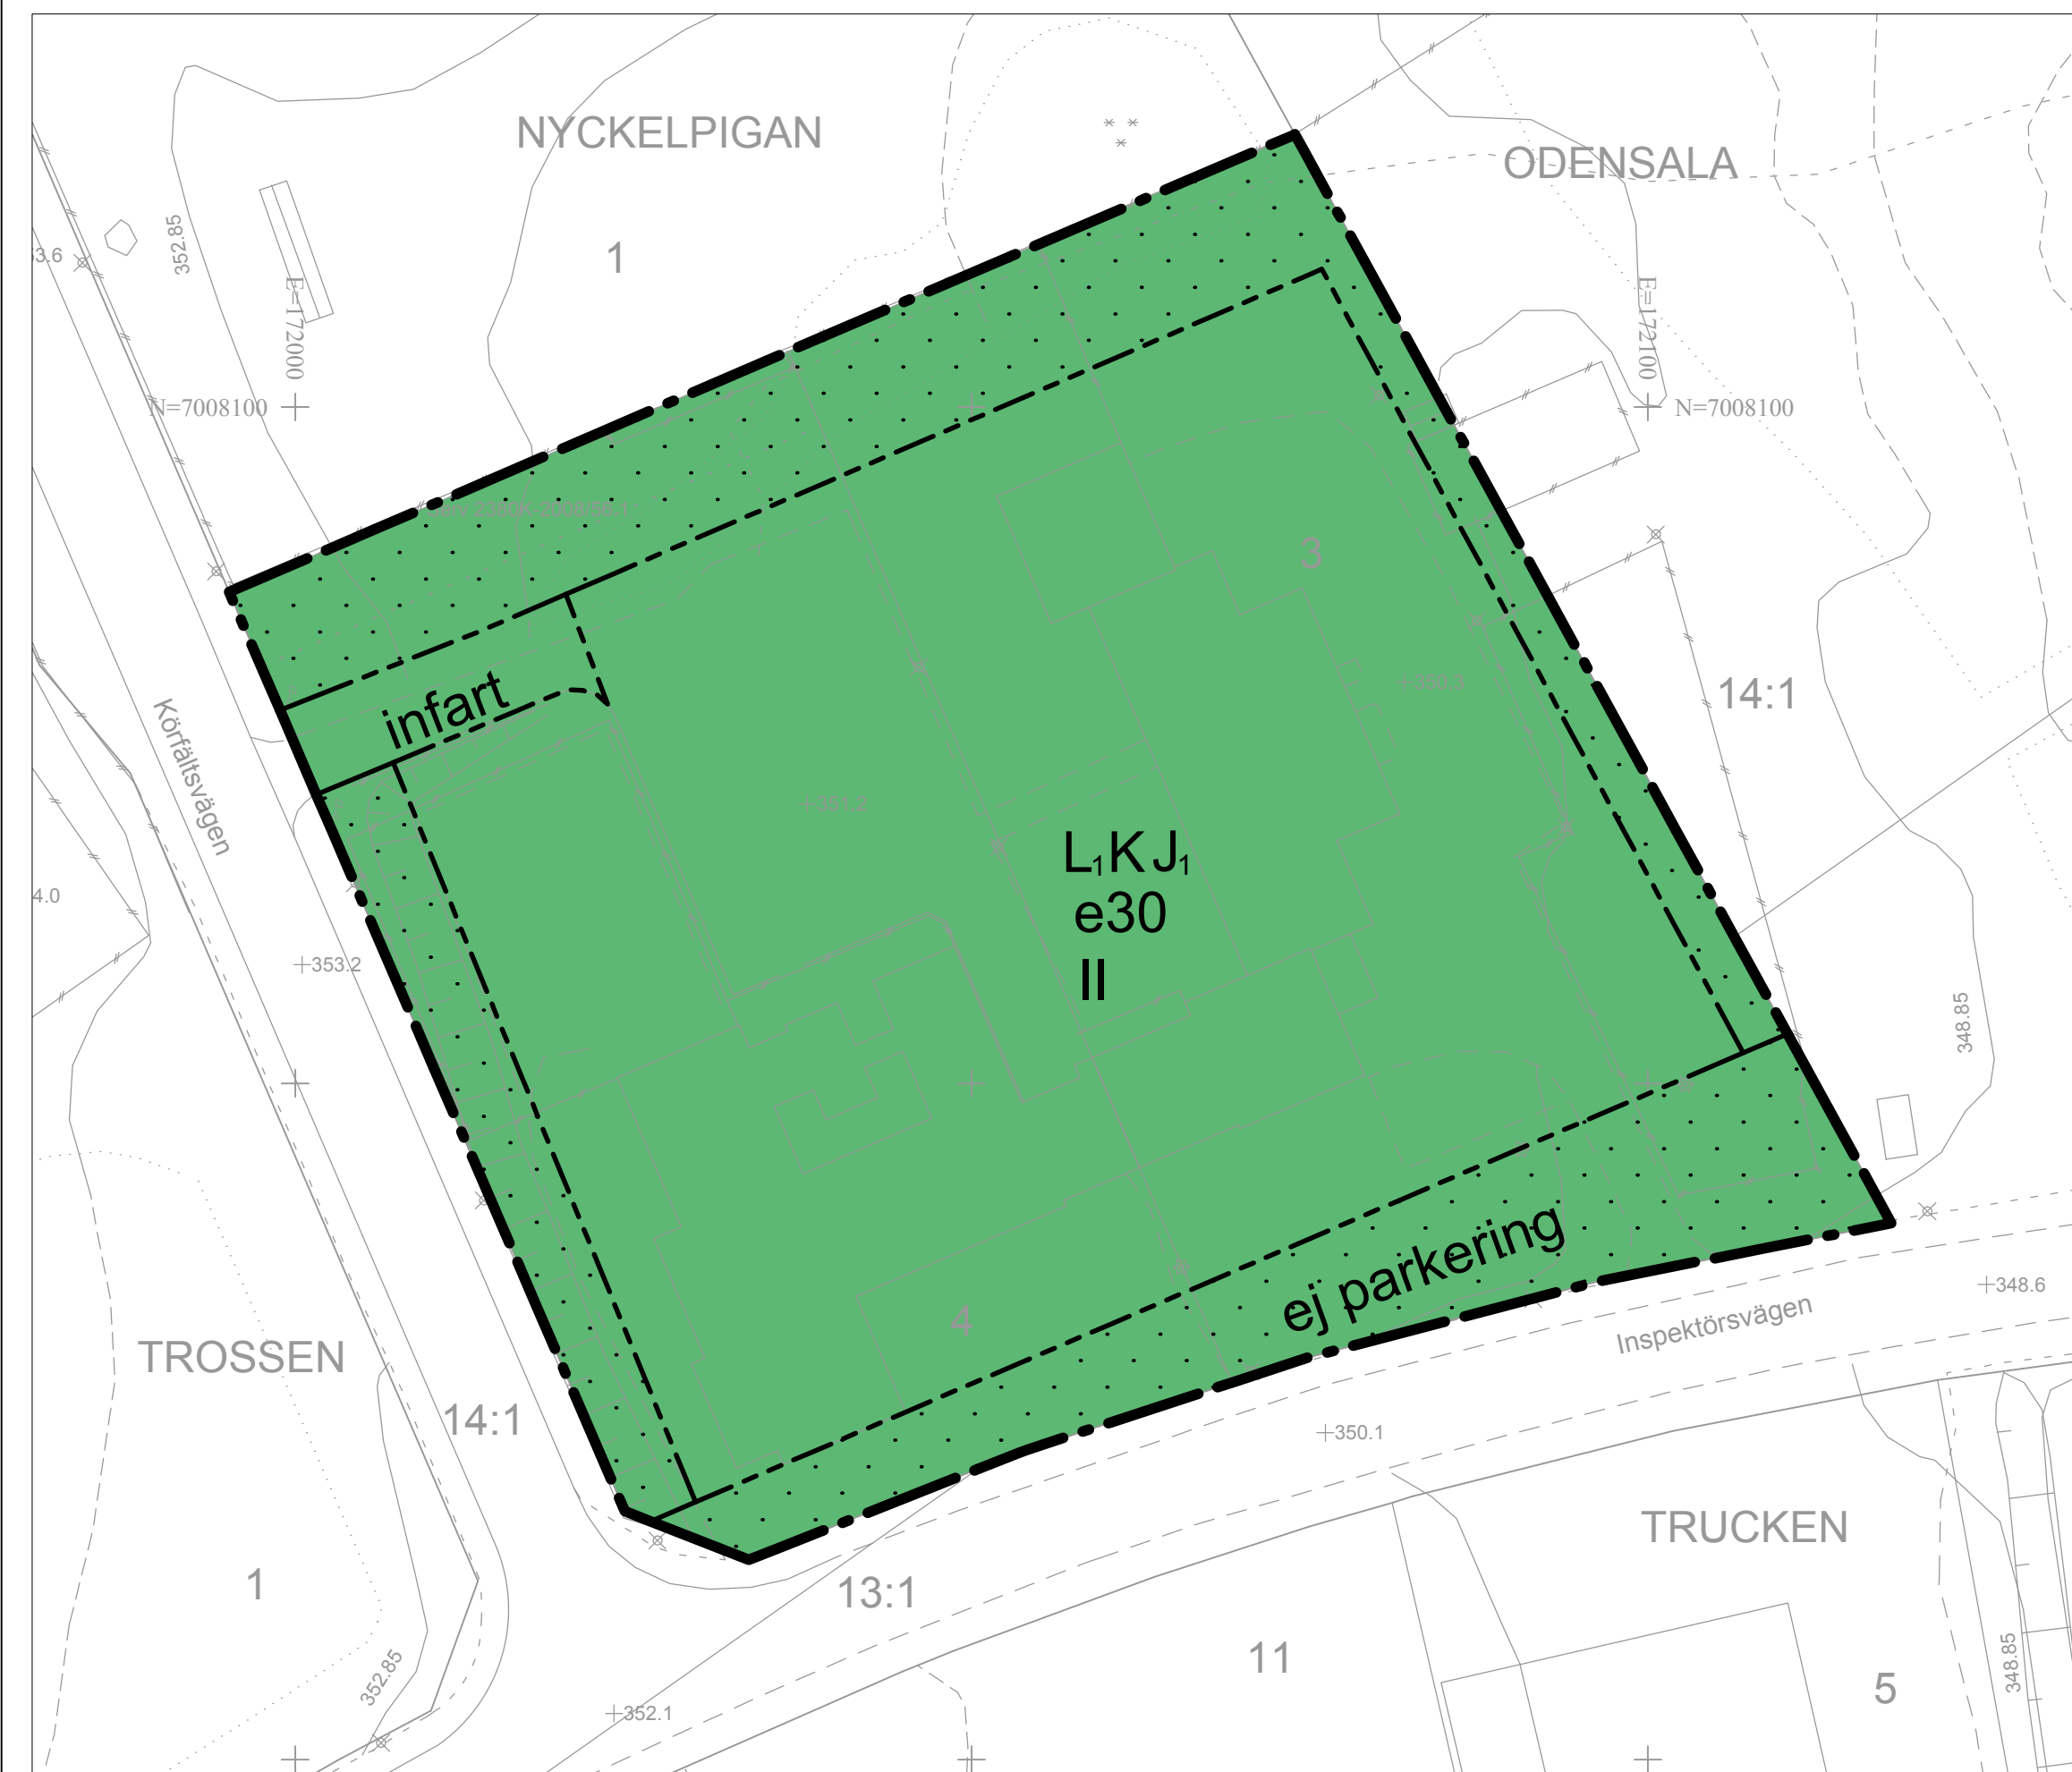 NYCKELPIGAN
ODENSALA
1
352.85
E=172000
E=172100
N=7008100
N=7008100
3
+350.3
14:1
infart
Körfältsvägen
+351.2
L₁KJ₁
e30
II
4.0
+353.2
348.85
ej parkering
4
Inspektörsvägen
+348.6
TROSSEN
14:1
+350.1
TRUCKEN
1
13:1
11
5
352.85
348.85
+352.1